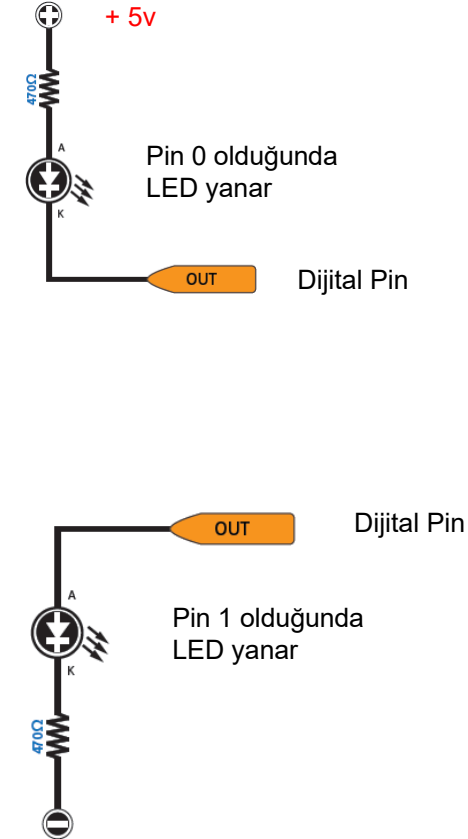 + 5v
470Ω
A
Pin 0 olduğunda
LED yanar
K
OUT
Dijital Pin
OUT
Dijital Pin
A
Pin 1 olduğunda
LED yanar
K
470Ω